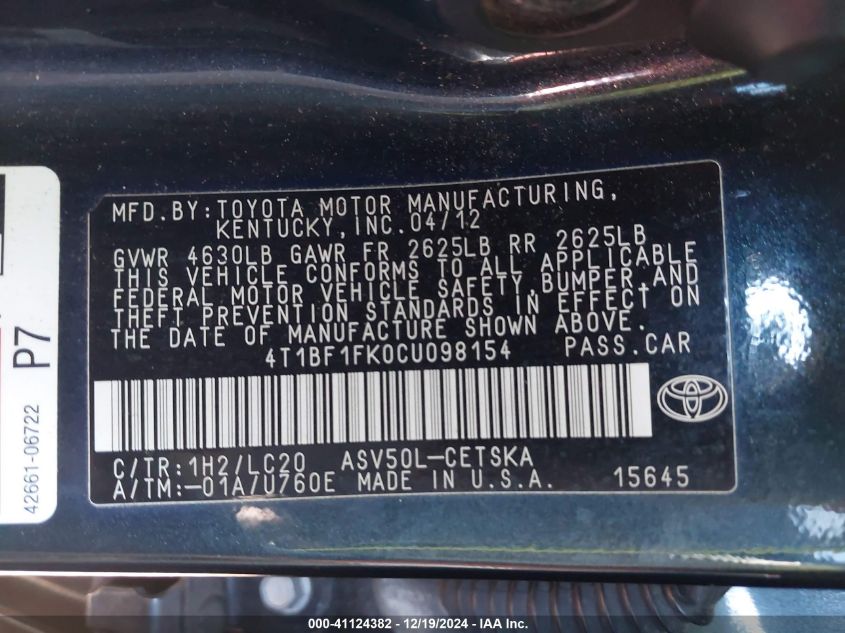 MFD.BY:TOYOTA MOTOR MANUFACTURING,
KENTUCKY, INC.04/12
GVWR 4630LB GAWR FR 2625LB RR 2625LB
THIS VEHICLE CONFORMS TO ALL APPLICABLE
FEDERAL MOTOR VEHICLE SAFETY,BUMPER,AND
THEFT PREVENTION STANDARDS IN EFFECT ON
THE DATE OF MANUFACTURE SHOWN ABOVE.
4T1BF1FK0CU098154 PASS.CAR
C/TR:1H2/LC20 ASV50L-CETSKA
A/TM:-01A/U760E MADE IN U.S.A. 15645
42661-06722 P7
000-41124382 - 12/19/2024 - IAA Inc.